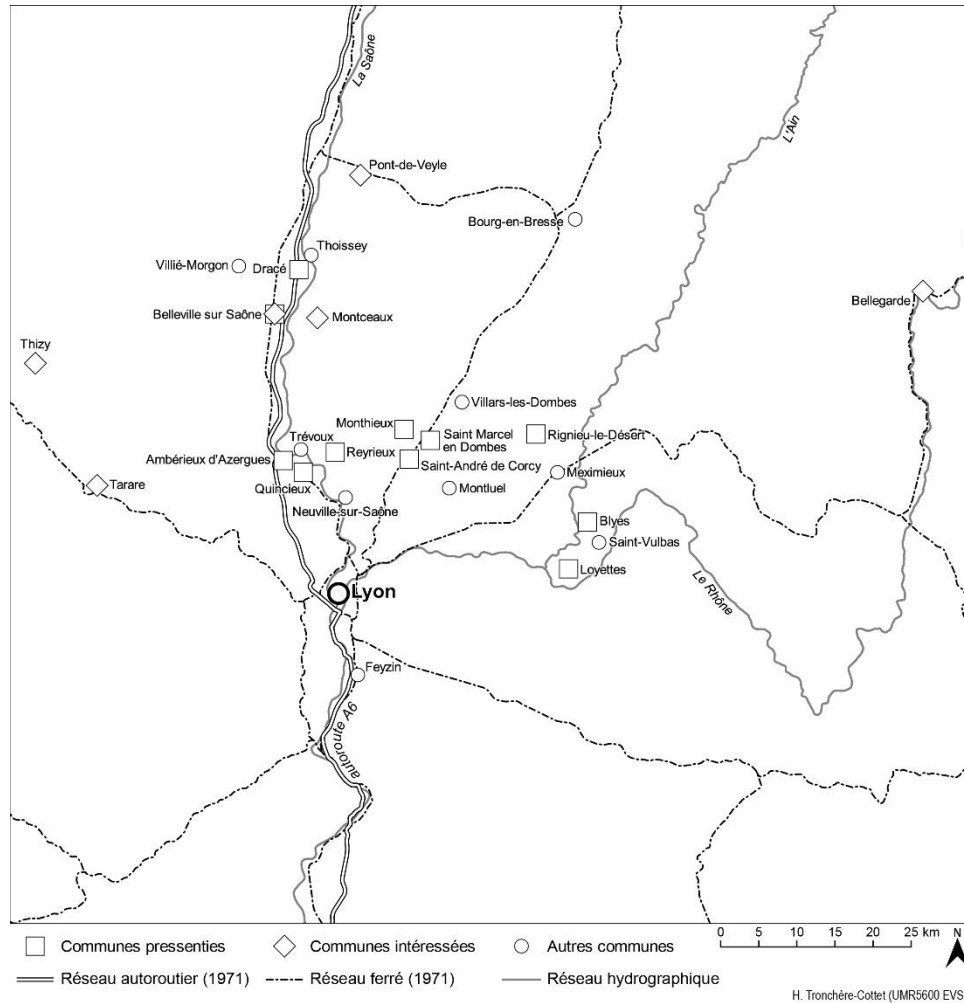 La Saône
L'Ain
Pont-de-Veyle
Bourg-en-Bresse
Thoissey
Villié-Morgon
Dracé
Bellegarde
Belleville sur Saône
Montceaux
Thizy
Villars-les-Dombes
Monthieux
Rignieu-le-Désert
Saint Marcel
en Dombes
Trévoux
Reyrieux
Ambérieux d'Azergues
Saint-André de Corcy
Quincieux
Meximieux
Tarare
Montluel
Neuville-sur-Saône
Blyes
Saint-Vulbas
Loyettes
Le Rhône
Lyon
Feyzin
autoroute A6
Communes pressenties
Communes intéressées
Autres communes
0 5 10 15 20 25 km
N
Réseau autoroutier (1971)
Réseau ferré (1971)
Réseau hydrographique
H. Tronchère-Cottet (UMR5600 EVS